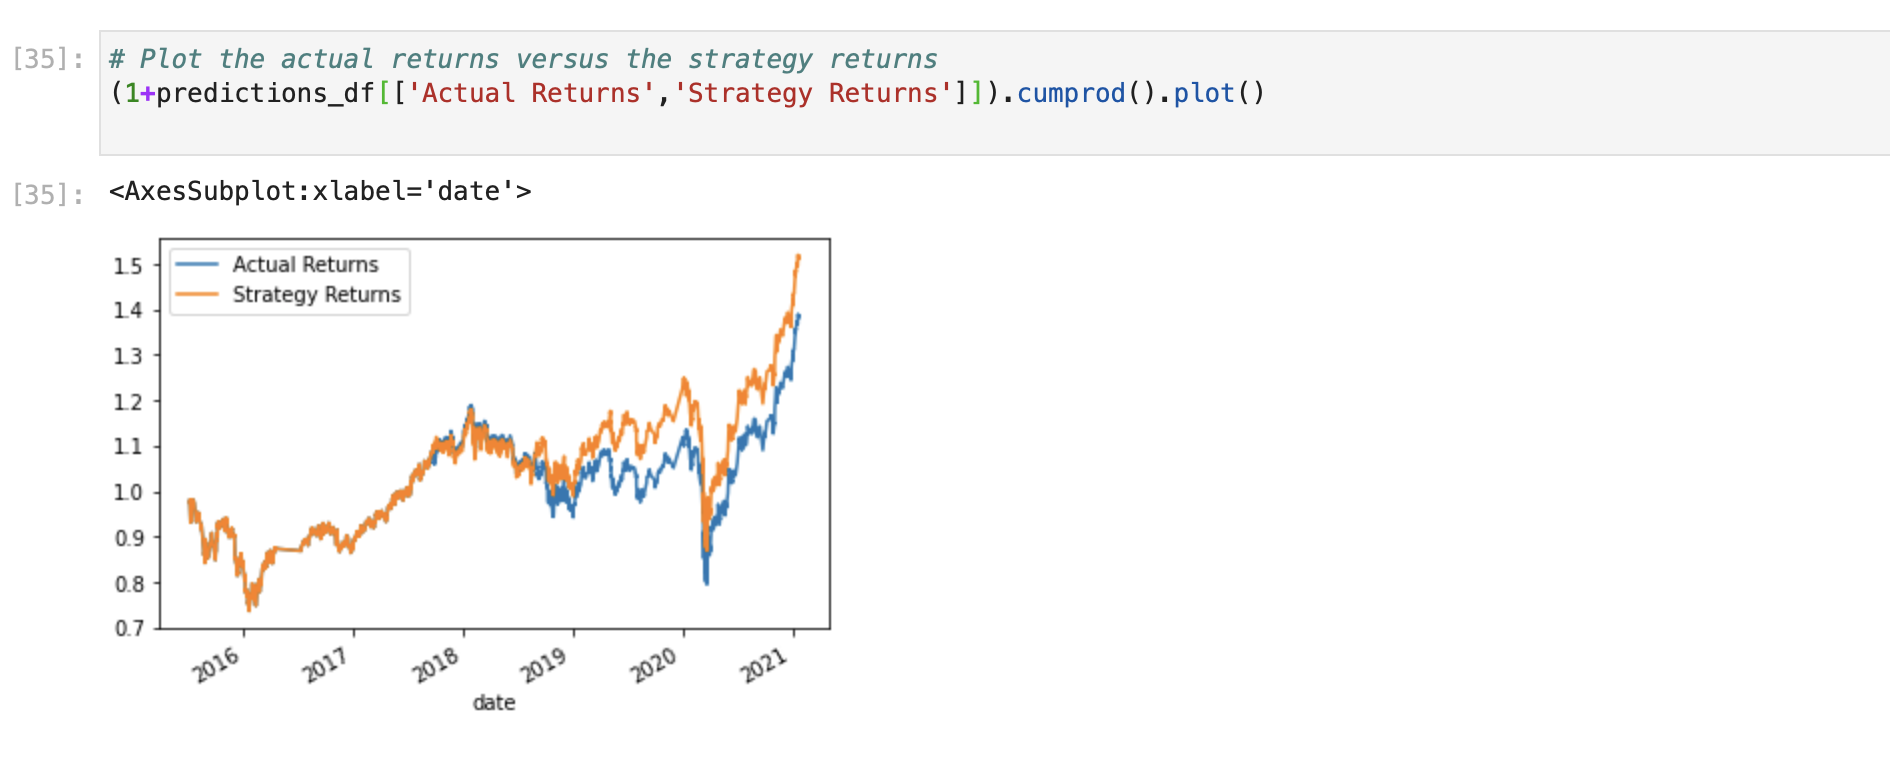 [35]: # Plot the actual returns versus the strategy returns
(1+predictions_df[['Actual Returns','Strategy Returns']]).cumprod().plot()
[35]: <AxesSubplot:xlabel='date'>
Actual Returns
Strategy Returns
1.5
1.4
1.3
1.2
1.1
1.0
0.9
0.8
0.7
2016 2017 2018 2019 2020 2021
date